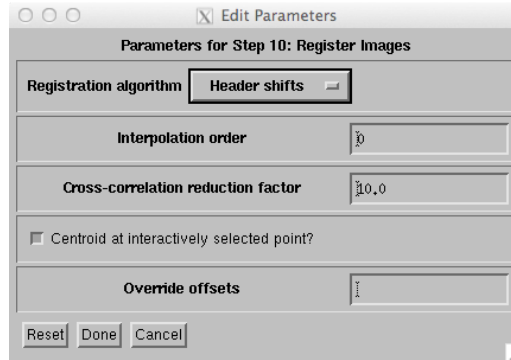 Edit Parameters
Parameters for Step 10: Register Images
Registration algorithm Header shifts
Interpolation order 0
Cross-correlation reduction factor 10.0
Centroid at interactively selected point?
Override offsets
Reset Done Cancel